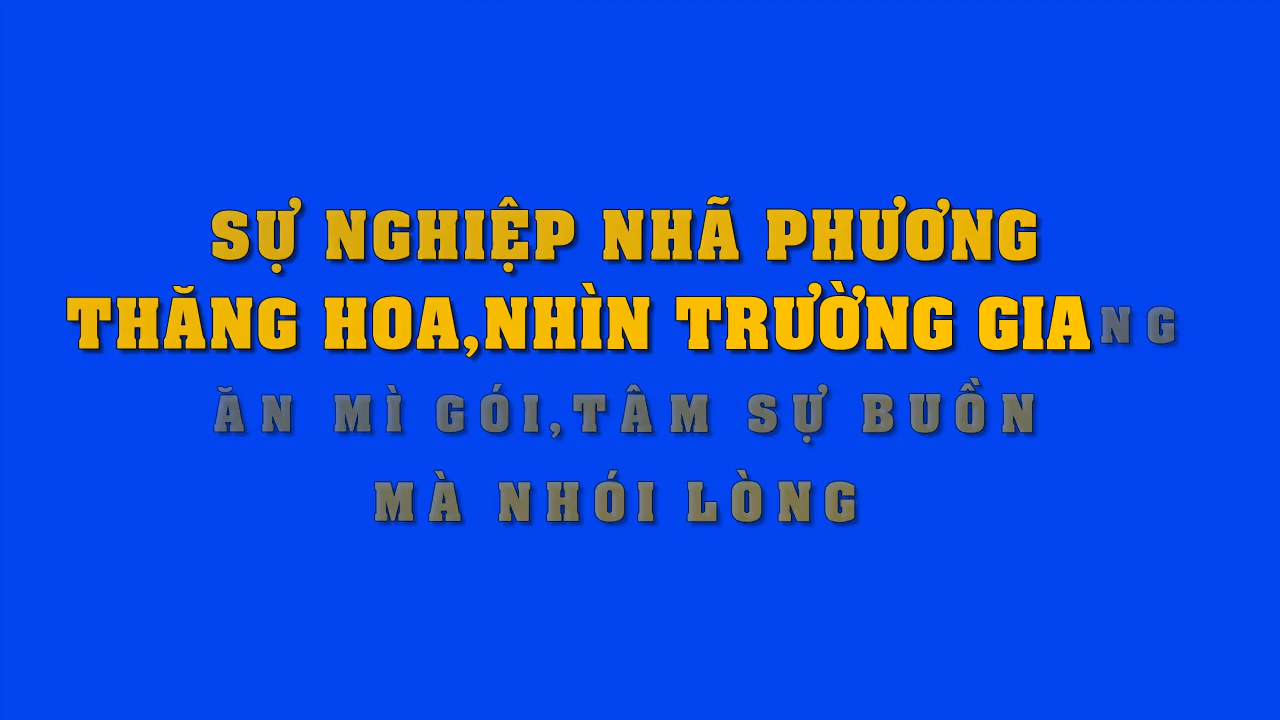 SỰ NGHIỆP NHÃ PHƯƠNG
THĂNG HOA,NHÌN TRƯỜNG GIANG
ĂN MÌ GÓI,TÂM SỰ BUỒN
MÀ NHÓI LÒNG